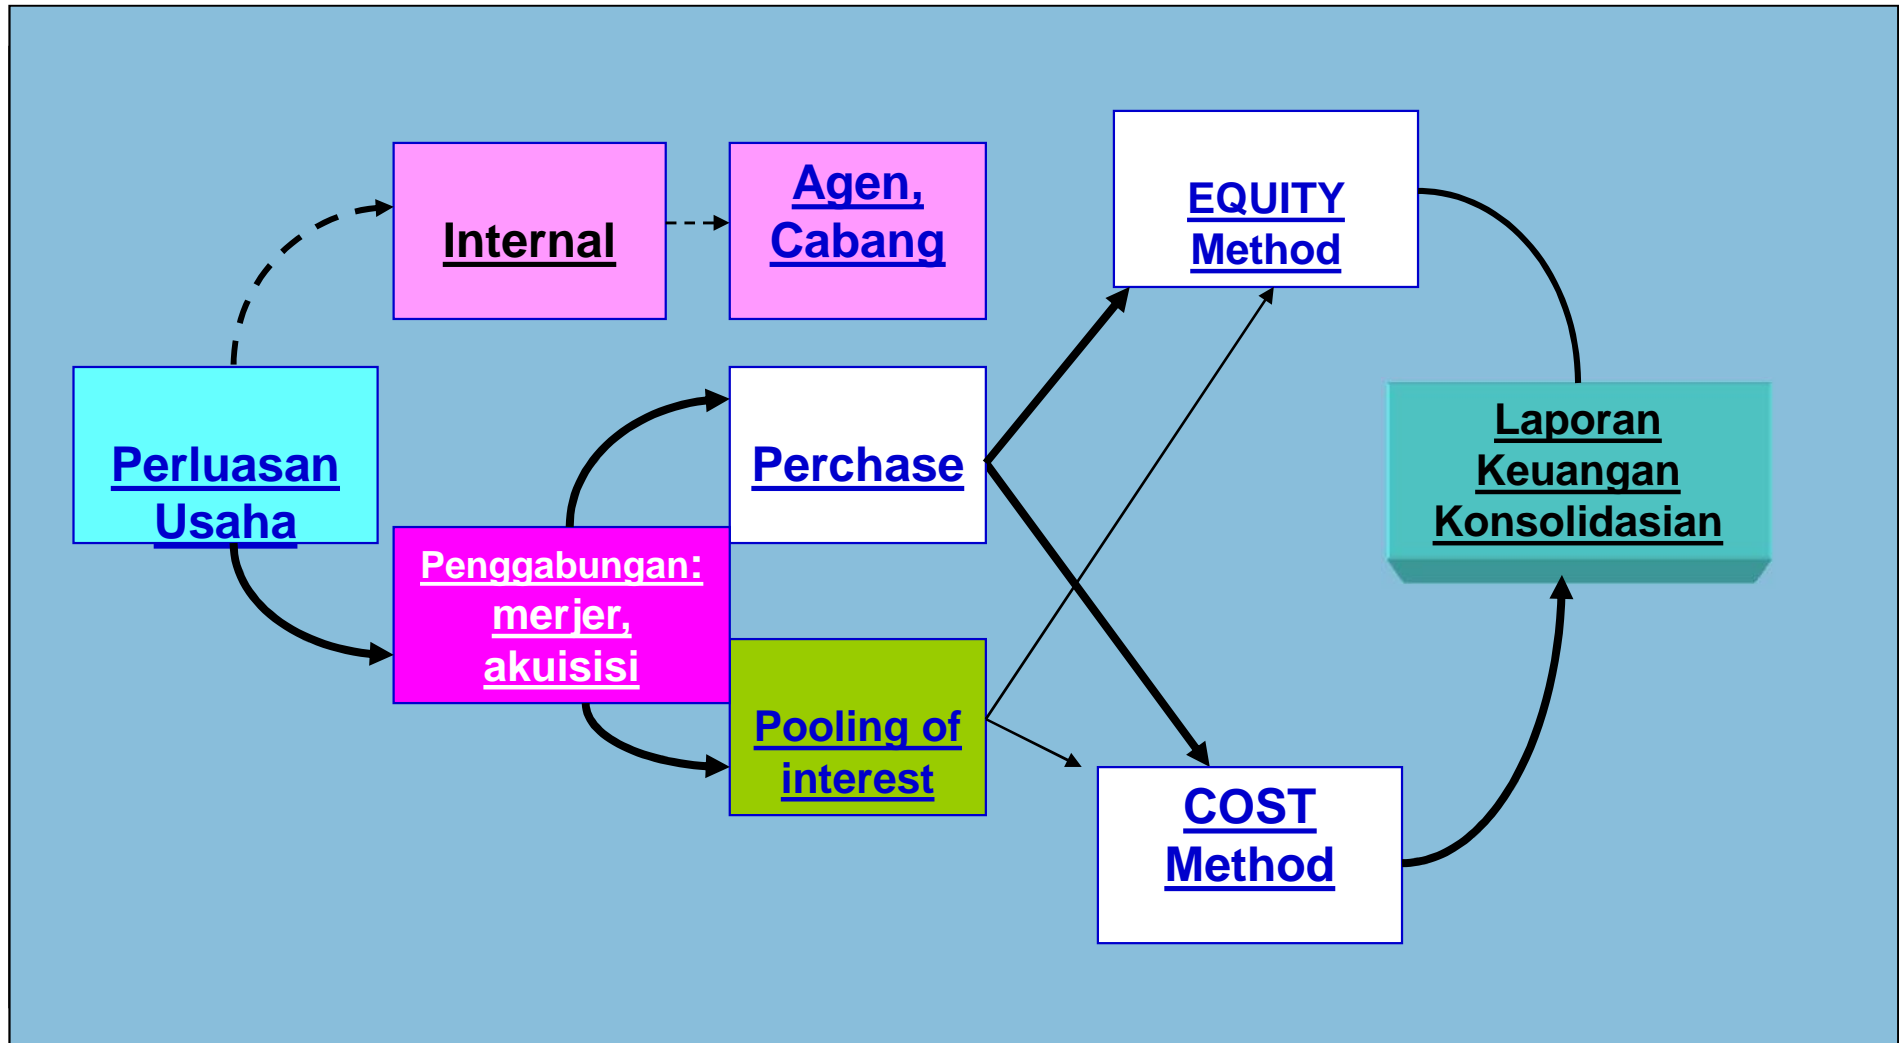 Internal
Agen,
Cabang
EQUITY
Method
Perluasan
Usaha
Perchase
Penggabungan:
merjer,
akuisisi
Pooling of
interest
COST
Method
Laporan
Keuangan
Konsolidasian